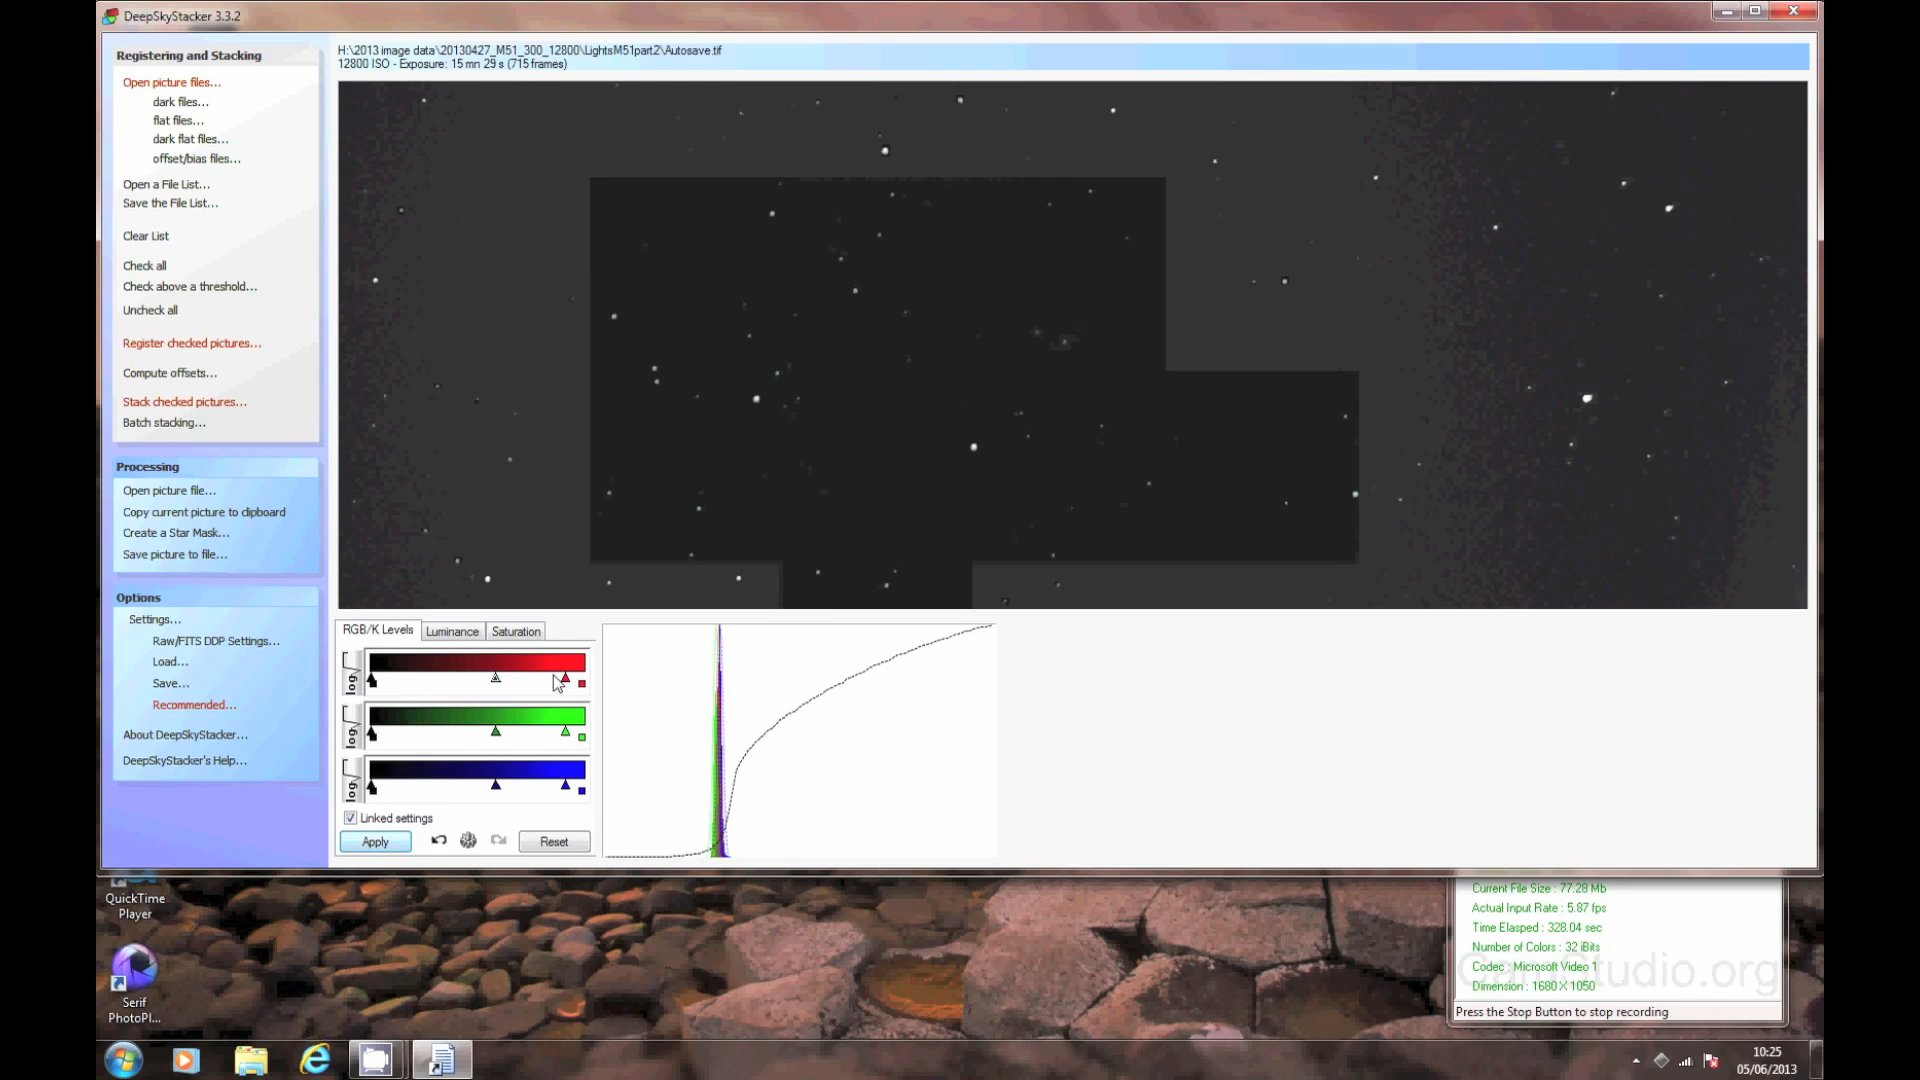 DeepSkyStacker 3.3.2
Registering and Stacking
Open picture files...
dark files...
flat files...
dark flat files...
offset/bias files...
Open a File List...
Save the File List...
Clear List
Check all
Check above a threshold...
Uncheck all
Register checked pictures...
Compute offsets...
Stack checked pictures...
Batch stacking...
Processing
Open picture file...
Copy current picture to clipboard
Create a Star Mask...
Save picture to file...
Options
Settings...
Raw/FITS DDP Settings...
Load...
Save...
Recommended...
About DeepSkyStacker...
DeepSkyStacker's Help...
H:\2013 image data\20130427_M51_300_12800\LightsM51part2\Autosave.tif
12800 ISO - Exposure: 15 mn 29 s (715 frames)
RGB/K Levels
Luminance
Saturation
log
log
log
Linked settings
Apply
Reset
QuickTime
Player
Serif
PhotoPl...
Current File Size : 77.28 Mb
Actual Input Rate : 5.87 fps
Time Elasped : 328.04 sec
Number of Colors : 32 iBits
Codec : Microsoft Video 1
Dimension : 1680 X 1050
CamStudio.org
Press the Stop Button to stop recording
10:25
05/06/2013